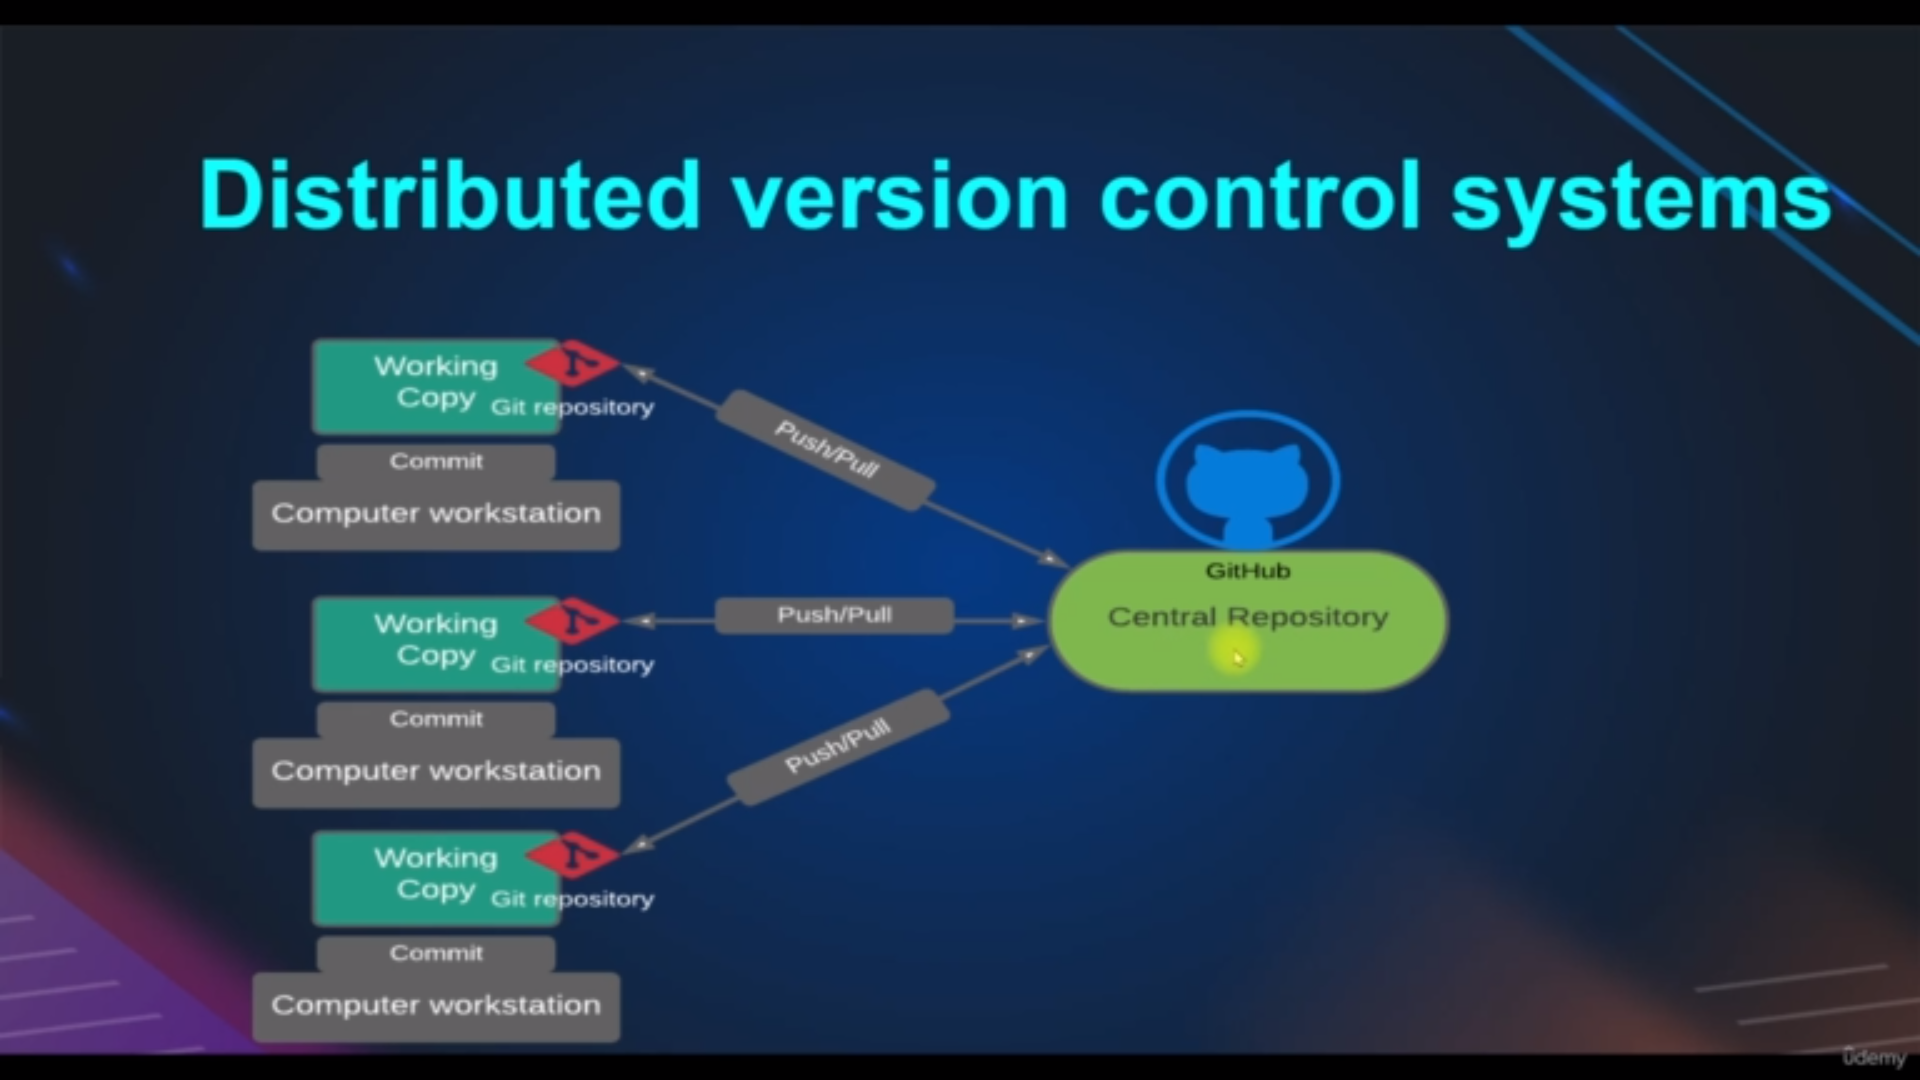 Distributed version control systems
Working
Copy
Git repository
Commit
Computer workstation
Push/Pull
Working
Copy
Git repository
Commit
Computer workstation
Push/Pull
Working
Copy
Git repository
Commit
Computer workstation
Push/Pull
GitHub
Central Repository
ûdemy